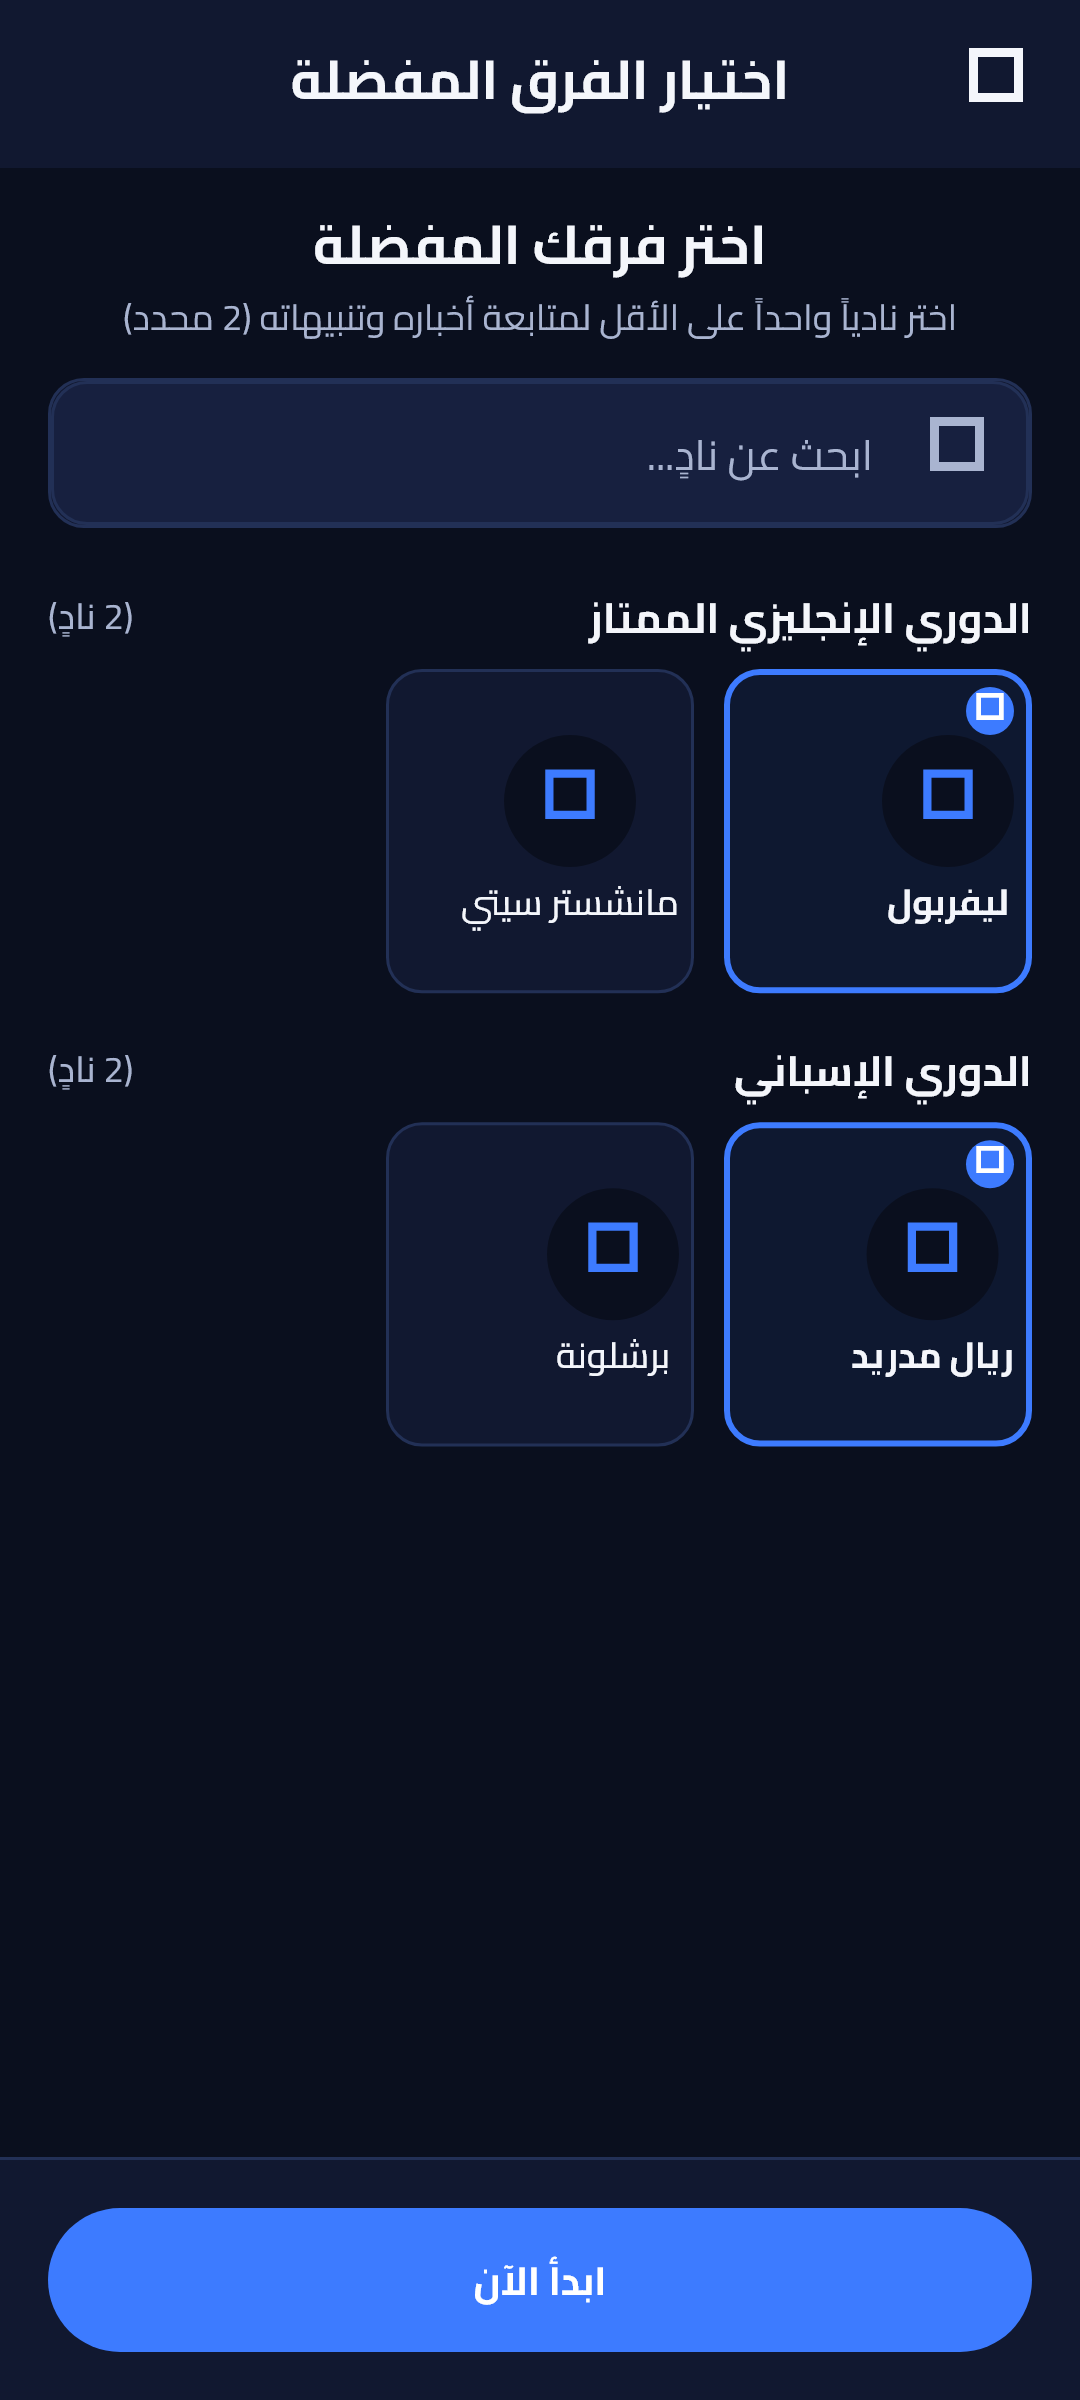 اختيار الفرق المفضلة
اختر فرقك المفضلة
اختر نادياً واحداً على الأقل لمتابعة أخباره وتنبيهاته (2 محدد)
ابحث عن نادٍ...
الدوري الإنجليزي الممتاز
(2 نادٍ)
ليفربول
مانشستر سيتي
الدوري الإسباني
(2 نادٍ)
ريال مدريد
برشلونة
ابدأ الآن